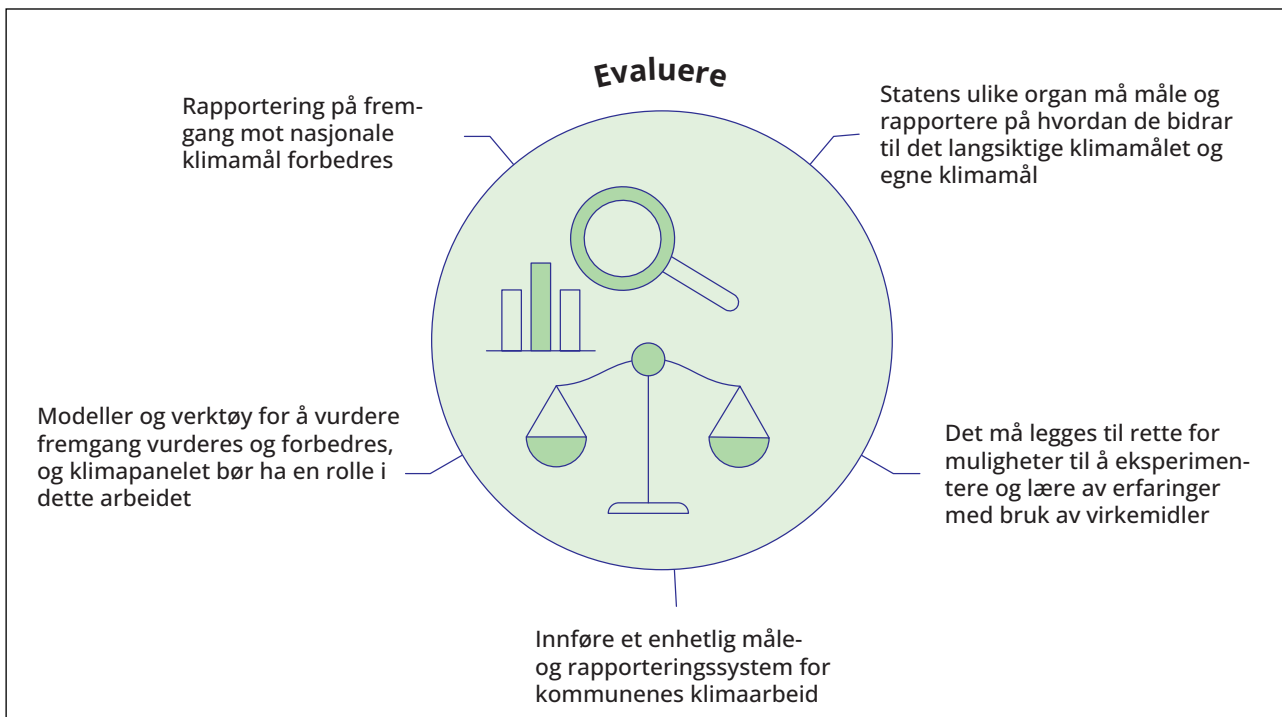 Evaluere
Rapportering på frem-
gang mot nasjonale
klimamål forbedres
Statens ulike organ må måle og
rapportere på hvordan de bidrar
til det langsiktige klimamålet og
egne klimamål
Modeller og verktøy for å vurdere
fremgang vurderes og forbedres,
og klimapanelet bør ha en rolle i
dette arbeidet
Det må legges til rette for
muligheter til å eksperimen-
tere og lære av erfaringer
med bruk av virkemidler
Innføre et enhetlig måle-
og rapporteringssystem for
kommunenes klimaarbeid